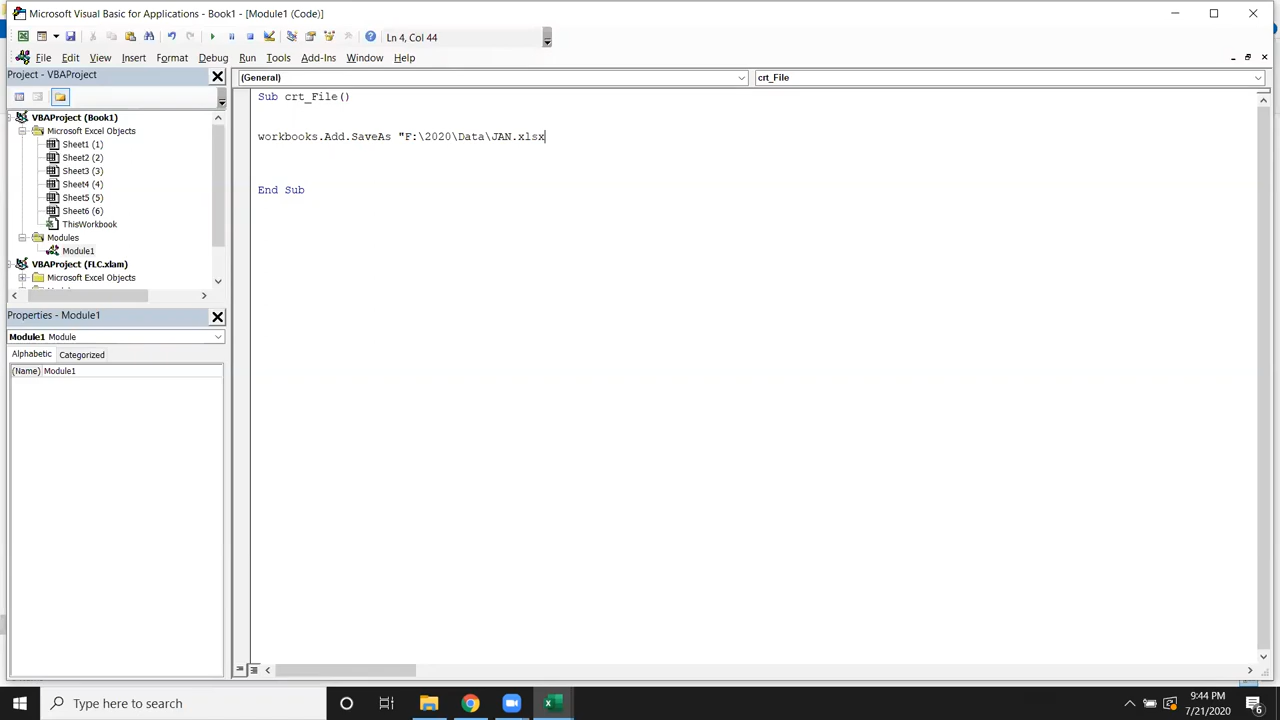 Microsoft Visual Basic for Applications - Book1 - [Module1 (Code)]
Ln 4, Col 44
File Edit View Insert Format Debug Run Tools Add-Ins Window Help
Project - VBAProject
(General)
crt_File
VBAProject (Book1)
Microsoft Excel Objects
Sheet1 (1)
Sheet2 (2)
Sheet3 (3)
Sheet4 (4)
Sheet5 (5)
Sheet6 (6)
ThisWorkbook
Modules
Module1
VBAProject (FLC.xlam)
Microsoft Excel Objects
Sub crt_File()
workbooks.Add.SaveAs "F:\2020\Data\JAN.xlsx
End Sub
Properties - Module1
Module1 Module
Alphabetic Categorized
(Name) Module1
Type here to search
9:44 PM
7/21/2020
6